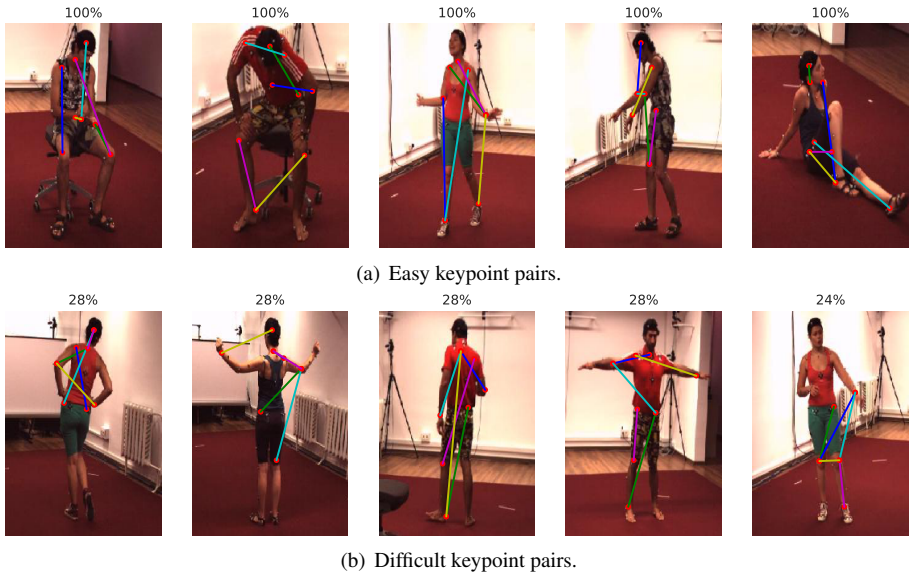 100% 100% 100% 100% 100%
(a) Easy keypoint pairs.
28% 28% 28% 28% 24%
(b) Difficult keypoint pairs.